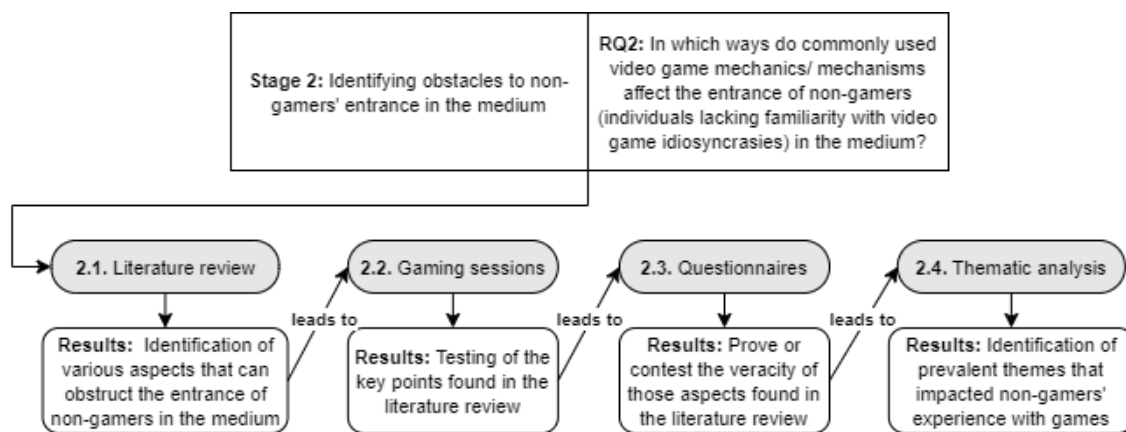 Stage 2: Identifying obstacles to non-
gamers' entrance in the medium
RQ2: In which ways do commonly used
video game mechanics/ mechanisms
affect the entrance of non-gamers
(individuals lacking familiarity with video
game idiosyncrasies) in the medium?
2.1. Literature review
2.2. Gaming sessions
2.3. Questionnaires
2.4. Thematic analysis
leads to
leads to
leads to
Results: Identification of
various aspects that can
obstruct the entrance of
non-gamers in the medium
Results: Testing of the
key points found in the
literature review
Results: Prove or
contest the veracity of
those aspects found in
the literature review
Results: Identification of
prevalent themes that
impacted non-gamers'
experience with games